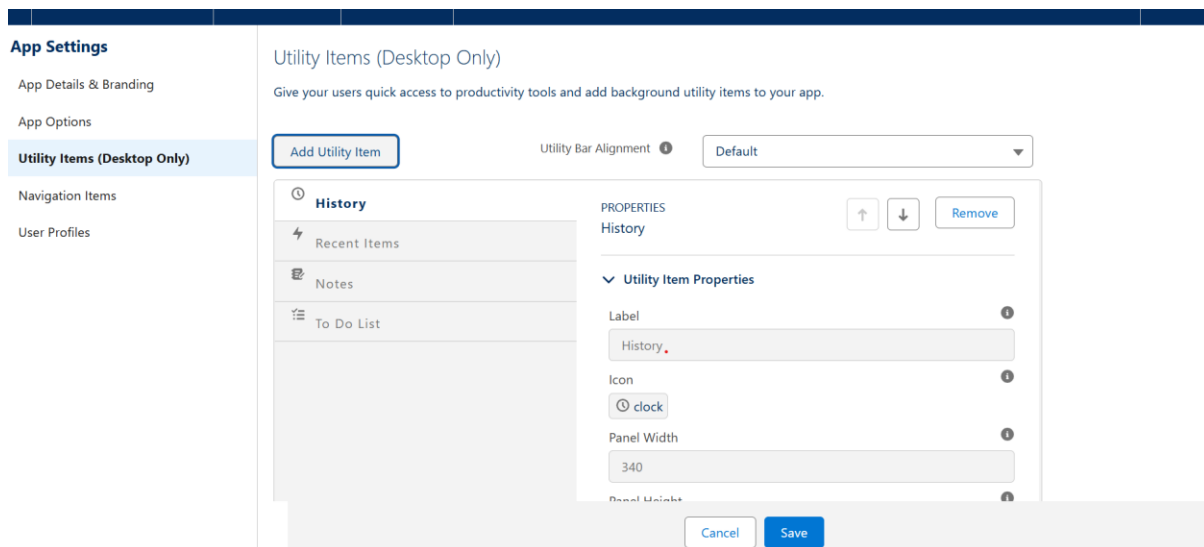 App Settings
App Details & Branding
App Options
Utility Items (Desktop Only)
Navigation Items
User Profiles
Utility Items (Desktop Only)
Give your users quick access to productivity tools and add background utility items to your app.
Add Utility Item
Utility Bar Alignment
Default
History
Recent Items
Notes
To Do List
PROPERTIES
History
Remove
Utility Item Properties
Label
History
Icon
clock
Panel Width
340
Panel Height
Cancel
Save